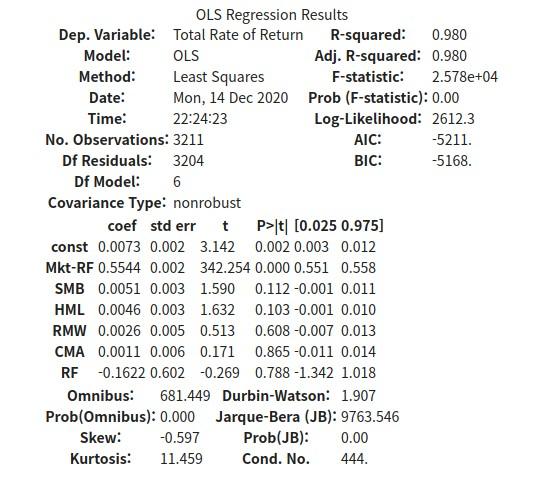 OLS Regression Results
Dep. Variable: Total Rate of Return R-squared: 0.980
Model: OLS Adj. R-squared: 0.980
Method: Least Squares F-statistic: 2.578e+04
Date: Mon, 14 Dec 2020 Prob (F-statistic): 0.00
Time: 22:24:23 Log-Likelihood: 2612.3
No. Observations: 3211 AIC: -5211.
Df Residuals: 3204 BIC: -5168.
Df Model: 6
Covariance Type: nonrobust
coef std err t P>|t| [0.025 0.975]
const 0.0073 0.002 3.142 0.002 0.003 0.012
Mkt-RF 0.5544 0.002 342.254 0.000 0.551 0.558
SMB 0.0051 0.003 1.590 0.112 -0.001 0.011
HML 0.0046 0.003 1.632 0.103 -0.001 0.010
RMW 0.0026 0.005 0.513 0.608 -0.007 0.013
CMA 0.0011 0.006 0.171 0.865 -0.011 0.014
RF -0.1622 0.602 -0.269 0.788 -1.342 1.018
Omnibus: 681.449 Durbin-Watson: 1.907
Prob(Omnibus): 0.000 Jarque-Bera (JB): 9763.546
Skew: -0.597 Prob(JB): 0.00
Kurtosis: 11.459 Cond. No. 444.